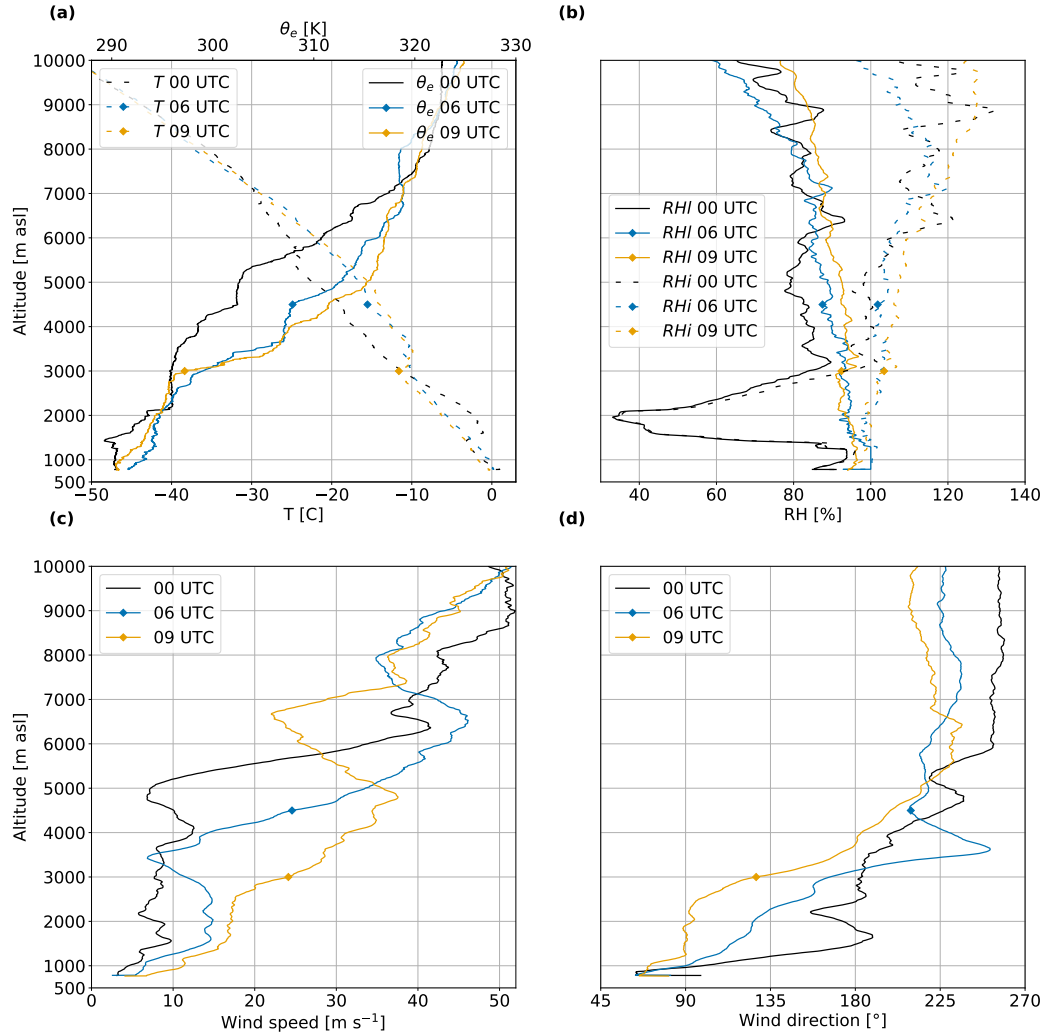 (a)
θe [K]
290 300 310 320 330
10000
9000
8000
7000
6000
5000
4000
3000
2000
1000
500
Altitude [m asl]
T 00 UTC
T 06 UTC
T 09 UTC
θe 00 UTC
θe 06 UTC
θe 09 UTC
−50 −40 −30 −20 −10 0
T [C]
(b)
RHl 00 UTC
RHl 06 UTC
RHl 09 UTC
RHi 00 UTC
RHi 06 UTC
RHi 09 UTC
40 60 80 100 120 140
RH [%]
(c)
10000
9000
8000
7000
6000
5000
4000
3000
2000
1000
500
Altitude [m asl]
00 UTC
06 UTC
09 UTC
0 10 20 30 40 50
Wind speed [m s⁻¹]
(d)
00 UTC
06 UTC
09 UTC
45 90 135 180 225 270
Wind direction [°]